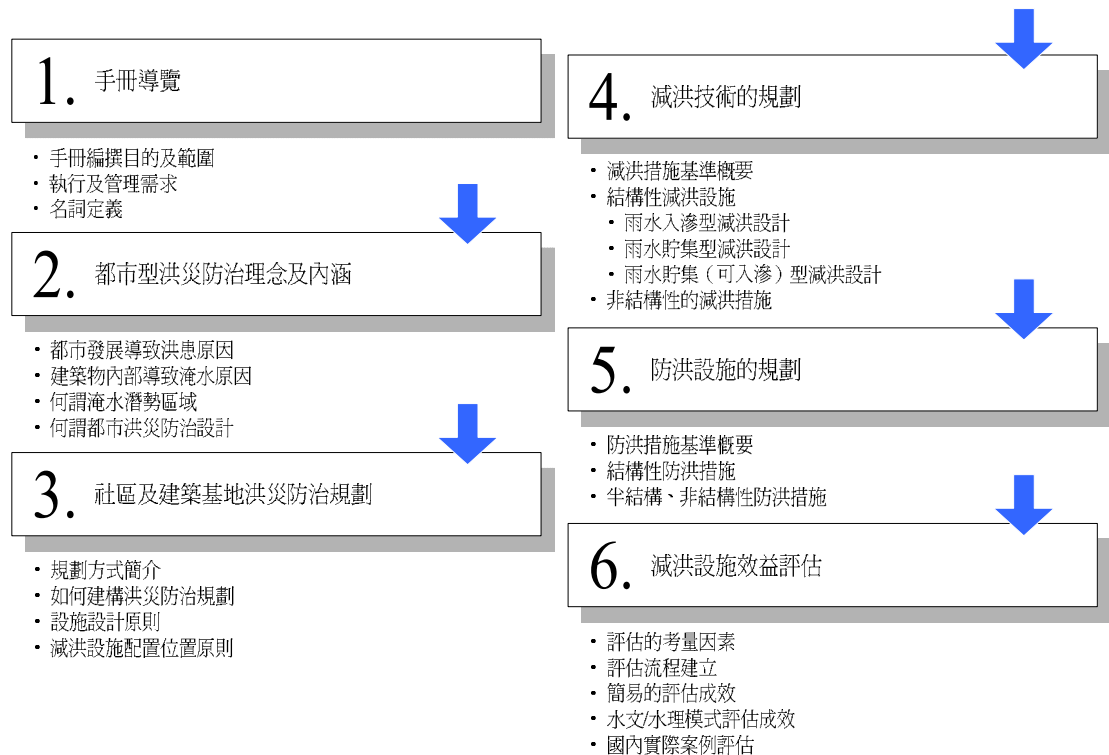 1. 手冊導覽
• 手冊編撰目的及範圍
• 執行及管理需求
• 名詞定義
2. 都市型洪災防治理念及內涵
• 都市發展導致洪患原因
• 建築物內部導致淹水原因
• 何謂淹水潛勢區域
• 何謂都市洪災防治設計
3. 社區及建築基地洪災防治規劃
• 規劃方式簡介
• 如何建構洪災防治規劃
• 設施設計原則
• 減洪設施配置位置原則
4. 減洪技術的規劃
• 減洪措施基準概要
• 結構性減洪設施
• 雨水入滲型減洪設計
• 雨水貯集型減洪設計
• 雨水貯集（可入滲）型減洪設計
• 非結構性的減洪措施
5. 防洪設施的規劃
• 防洪措施基準概要
• 結構性防洪措施
• 半結構、非結構性防洪措施
6. 減洪設施效益評估
• 評估的考量因素
• 評估流程建立
• 簡易的評估成效
• 水文/水理模式評估成效
• 國內實際案例評估